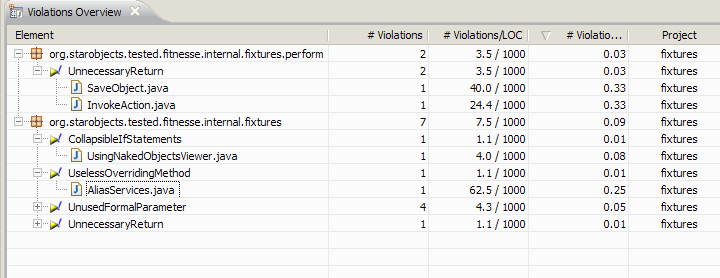 Violations Overview
Element # Violations # Violations/LOC # Violatio... Project
org.starobjects.tested.fitnesse.internal.fixtures.perform 2 3.5 / 1000 0.03 fixtures
UnnecessaryReturn 2 3.5 / 1000 0.03 fixtures
SaveObject.java 1 40.0 / 1000 0.33 fixtures
InvokeAction.java 1 24.4 / 1000 0.33 fixtures
org.starobjects.tested.fitnesse.internal.fixtures 7 7.5 / 1000 0.09 fixtures
CollapsibleIfStatements 1 1.1 / 1000 0.01 fixtures
UsingNakedObjectsViewer.java 1 4.0 / 1000 0.08 fixtures
UselessOverridingMethod 1 1.1 / 1000 0.01 fixtures
AliasServices.java 1 62.5 / 1000 0.25 fixtures
UnusedFormalParameter 4 4.3 / 1000 0.05 fixtures
UnnecessaryReturn 1 1.1 / 1000 0.01 fixtures